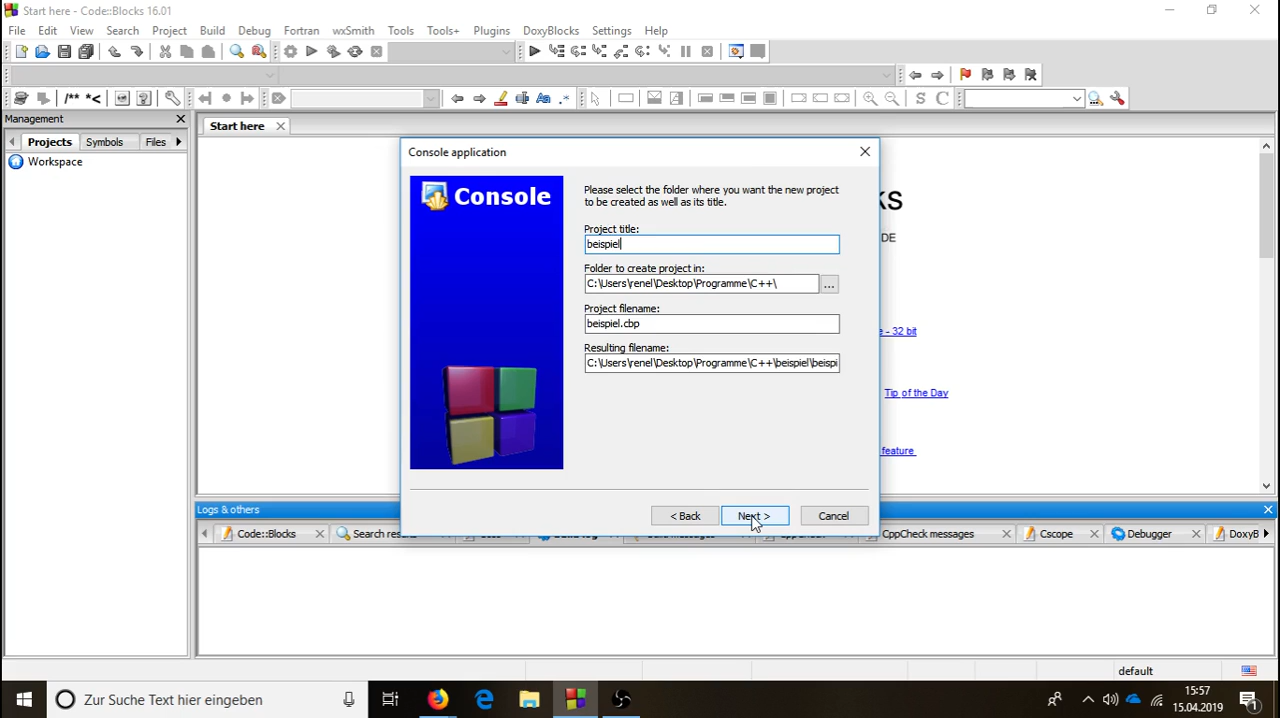 Start here - Code::Blocks 16.01
File Edit View Search Project Build Debug Fortran wxSmith Tools Tools+ Plugins DoxyBlocks Settings Help
/** *<
Aa .*
S C
Management
Start here
Projects Symbols Files
Workspace
Console application
Console
Please select the folder where you want the new project
to be created as well as its title.
Project title:
beispiel
Folder to create project in:
C:\Users\renel\Desktop\Programme\C++\
...
Project filename:
beispiel.cbp
Resulting filename:
C:\Users\renel\Desktop\Programme\C++\beispiel\beispi
< Back Next > Cancel
KS
DE
e - 32 bit
Tip of the Day
feature
Logs & others
Code::Blocks Search CppCheck messages Cscope Debugger DoxyB
default
Zur Suche Text hier eingeben
15:57
15.04.2019
1